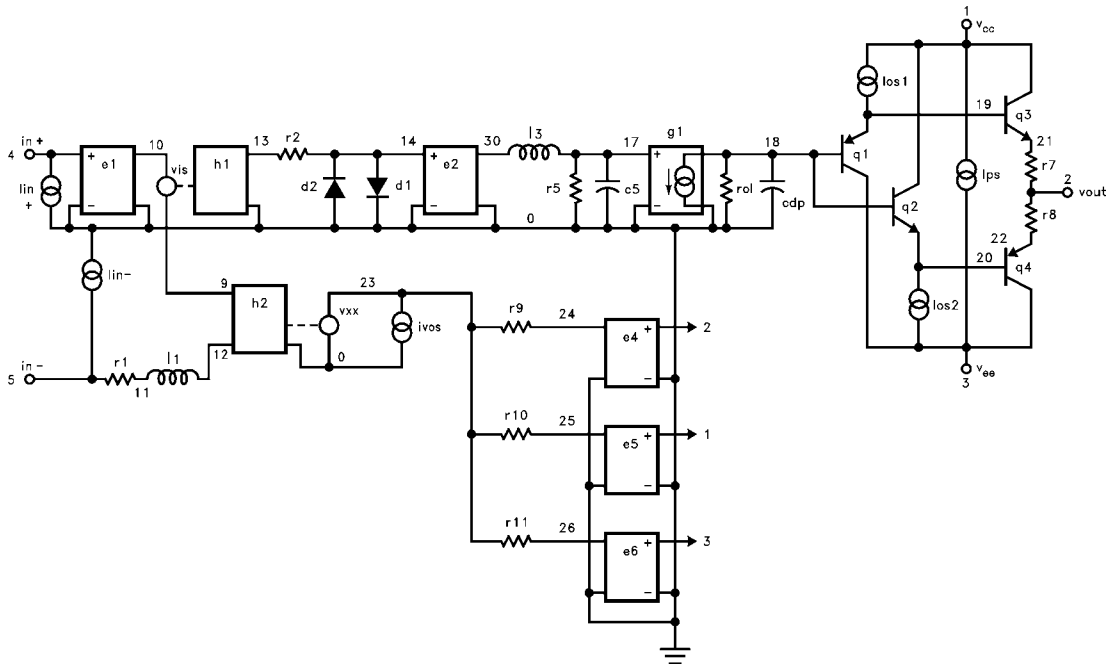 1
Vcc
Ios1
19
q3
in+
10
13
r2
14
30
l3
17
g1
18
q1
21
4
e1
vis
h1
e2
r7
Iin
+
d2
d1
r5
c5
rol
cdp
Ips
2
vout
q2
r8
0
22
20
q4
Iin-
9
h2
23
Ios2
vxx
ivos
r9
24
e4
+
2
in-
r1
l1
12
0
3
Vee
5
11
-
r10
25
e5
+
1
-
r11
26
e6
+
3
-